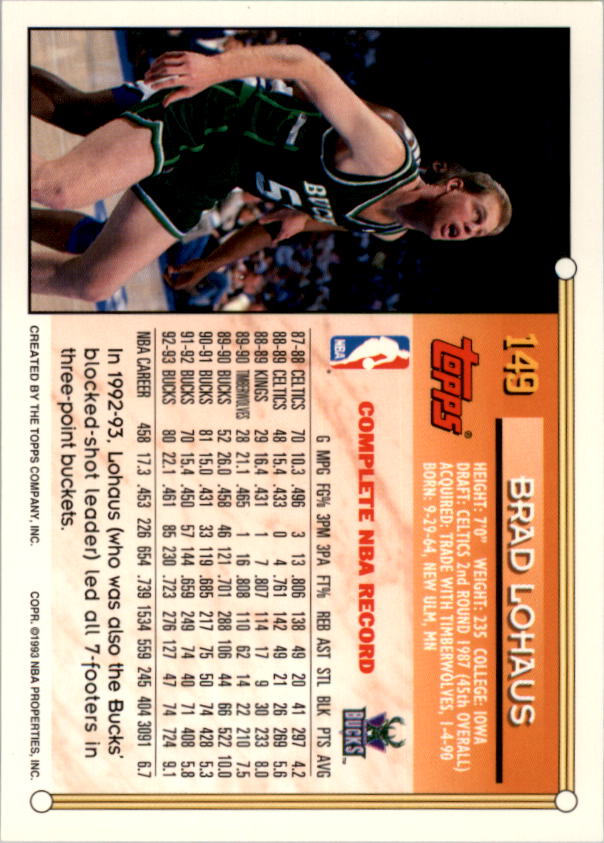 149
BRAD LOHAUS
TOPPS®
HEIGHT: 7'0" WEIGHT: 235 COLLEGE: IOWA
DRAFT: CELTICS 2nd ROUND 1987 (45th OVERALL)
ACQUIRED: TRADE WITH TIMBERWOLVES, 1-4-90
BORN: 9-29-64, NEW ULM, MN
NBA®
COMPLETE NBA RECORD
BUCKS™
G MPG FG% 3PM 3PA FT% REB AST STL BLK PTS AVG
87-88 CELTICS 70 10.3 .496 3 13 .806 138 49 20 41 297 4.2
88-89 CELTICS 48 15.4 .433 0 4 .761 142 49 21 26 269 5.6
88-89 KINGS 29 16.4 .431 1 7 .807 114 17 9 30 233 8.0
89-90 TIMBERWOLVES 28 21.1 .465 1 16 .808 110 62 14 22 210 7.5
89-90 BUCKS 52 26.0 .458 46 121 .701 288 106 44 66 522 10.0
90-91 BUCKS 81 15.0 .431 33 119 .685 217 75 50 74 428 5.3
91-92 BUCKS 70 15.4 .450 57 144 .659 249 74 40 71 408 5.8
92-93 BUCKS 80 22.1 .461 85 230 .723 276 127 47 74 724 9.1
NBA CAREER 458 17.3 .453 226 654 .739 1534 559 245 404 3091 6.7
In 1992-93, Lohaus (who was also the Bucks'
blocked-shot leader) led all 7-footers in
three-point buckets.
CREATED BY THE TOPPS COMPANY, INC. COPR. ©1993 NBA PROPERTIES, INC.
BUC
5